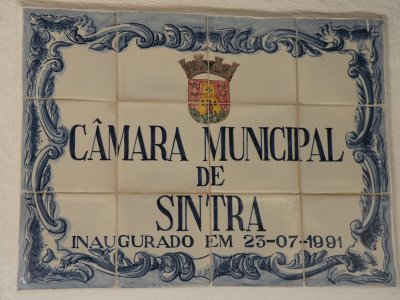 CÂMARA MUNICIPAL
DE
SINTRA
INAUGURADO EM 23-07-1991